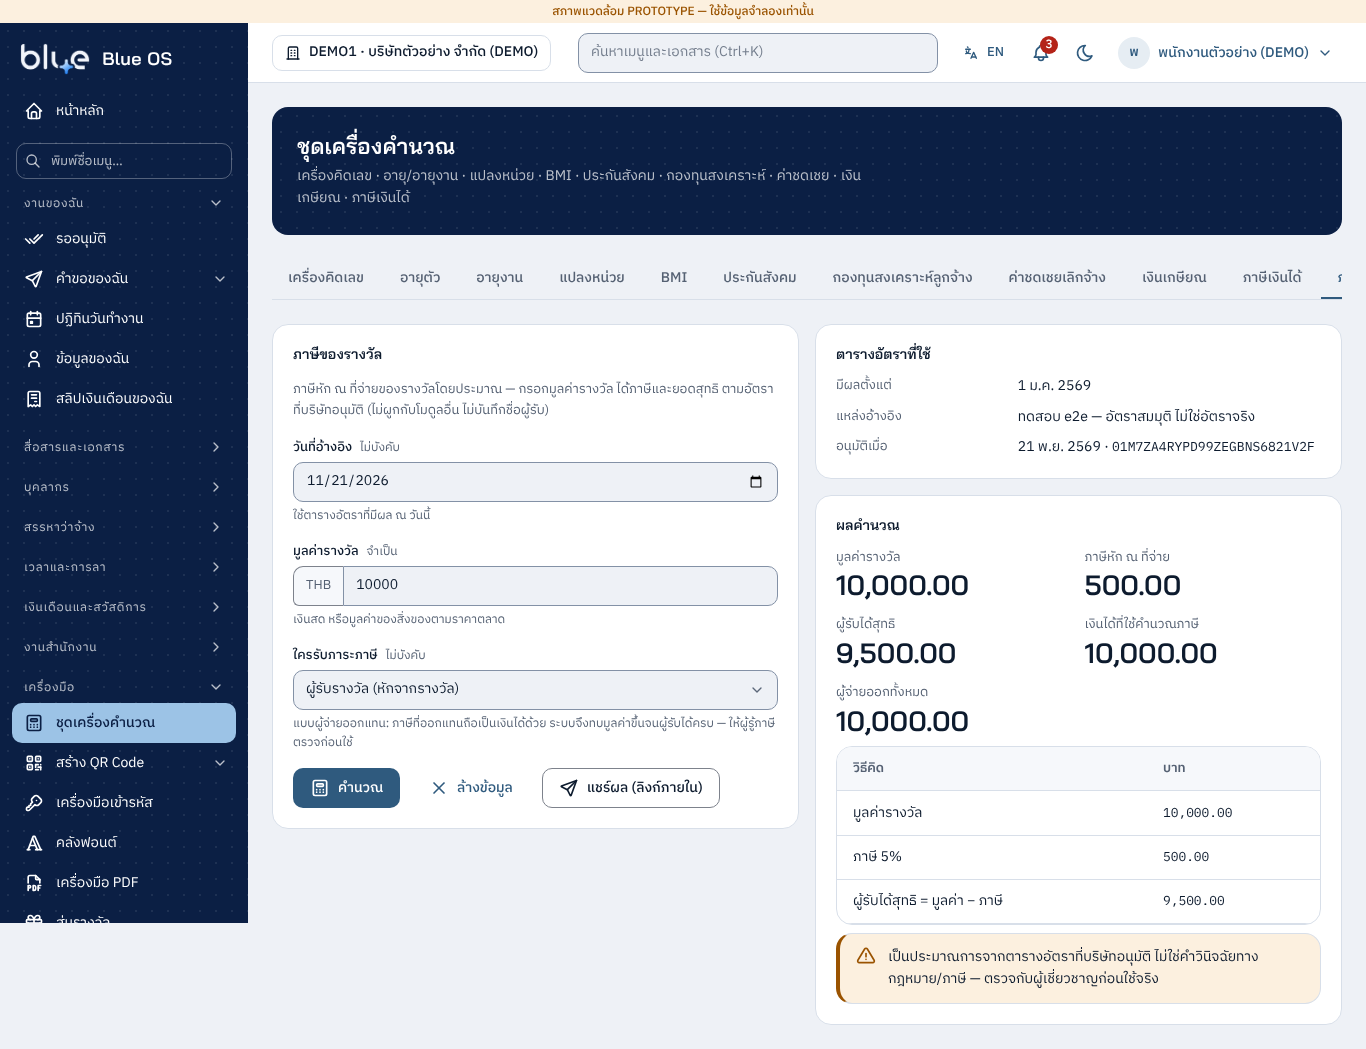 สภาพแวดล้อม PROTOTYPE — ใช้ข้อมูลจำลองเท่านั้น
blue Blue OS
DEMO1 · บริษัทตัวอย่าง จำกัด (DEMO)
ค้นหาเมนูและเอกสาร (Ctrl+K)
EN
3
พ พนักงานตัวอย่าง (DEMO)
หน้าหลัก
พิมพ์ชื่อเมนู...
งานของฉัน
รออนุมัติ
คำขอของฉัน
ปฏิทินวันทำงาน
ข้อมูลของฉัน
สลิปเงินเดือนของฉัน
สื่อสารและเอกสาร
บุคลากร
สรรหาว่าจ้าง
เวลาและการลา
เงินเดือนและสวัสดิการ
งานสำนักงาน
เครื่องมือ
ชุดเครื่องคำนวณ
สร้าง QR Code
เครื่องมือเข้ารหัส
คลังฟอนต์
เครื่องมือ PDF
สุ่มรางวัล
ชุดเครื่องคำนวณ
เครื่องคิดเลข · อายุ/อายุงาน · แปลงหน่วย · BMI · ประกันสังคม · กองทุนสงเคราะห์ · ค่าชดเชย · เงิน
เกษียณ · ภาษีเงินได้
เครื่องคิดเลข อายุตัว อายุงาน แปลงหน่วย BMI ประกันสังคม กองทุนสงเคราะห์ลูกจ้าง ค่าชดเชยเลิกจ้าง เงินเกษียณ ภาษีเงินได้
ภาษีของรางวัล
ภาษีหัก ณ ที่จ่ายของรางวัลโดยประมาณ — กรอกมูลค่ารางวัล ได้ภาษีและยอดสุทธิ ตามอัตรา
ที่บริษัทอนุมัติ (ไม่ผูกกับโมดูลอื่น ไม่บันทึกชื่อผู้รับ)
วันที่อ้างอิง ไม่บังคับ
11/21/2026
ใช้ตารางอัตราที่มีผล ณ วันนี้
มูลค่ารางวัล จำเป็น
THB 10000
เงินสด หรือมูลค่าของสิ่งของตามราคาตลาด
ใครรับภาระภาษี ไม่บังคับ
ผู้รับรางวัล (หักจากรางวัล)
แบบผู้จ่ายออกแทน: ภาษีที่ออกแทนถือเป็นเงินได้ด้วย ระบบจึงทบมูลค่าขึ้นจนผู้รับได้ครบ — ให้ผู้รู้ภาษี
ตรวจก่อนใช้
คำนวณ
ล้างข้อมูล
แชร์ผล (ลิงก์ภายใน)
ตารางอัตราที่ใช้
มีผลตั้งแต่ 1 ม.ค. 2569
แหล่งอ้างอิง ทดสอบ e2e — อัตราสมมุติ ไม่ใช่อัตราจริง
อนุมัติเมื่อ 21 พ.ย. 2569 · 01M7ZA4RYPD99ZEGBNS6821V2F
ผลคำนวณ
มูลค่ารางวัล ภาษีหัก ณ ที่จ่าย
10,000.00 500.00
ผู้รับได้สุทธิ เงินได้ที่ใช้คำนวณภาษี
9,500.00 10,000.00
ผู้จ่ายออกทั้งหมด
10,000.00
วิธีคิด บาท
มูลค่ารางวัล 10,000.00
ภาษี 5% 500.00
ผู้รับได้สุทธิ = มูลค่า − ภาษี 9,500.00
เป็นประมาณการจากตารางอัตราที่บริษัทอนุมัติ ไม่ใช่คำวินิจฉัยทาง
กฎหมาย/ภาษี — ตรวจกับผู้เชี่ยวชาญก่อนใช้จริง